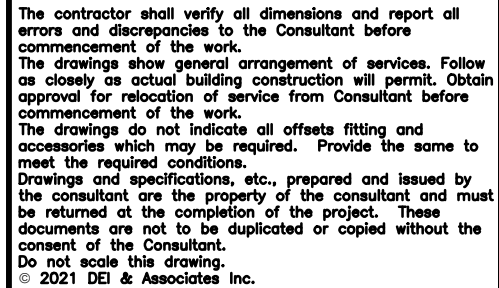 The contractor shall verify all dimensions and report all
errors and discrepancies to the Consultant before
commencement of the work.
The drawings show general arrangement of services. Follow
as closely as actual building construction will permit. Obtain
approval for relocation of service from Consultant before
commencement of the work.
The drawings do not indicate all offsets fitting and
accessories which may be required. Provide the same to
meet the required conditions.
Drawings and specifications, etc., prepared and issued by
the consultant are the property of the consultant and must
be returned at the completion of the project. These
documents are not to be duplicated or copied without the
consent of the Consultant.
Do not scale this drawing.
© 2021 DEI & Associates Inc.